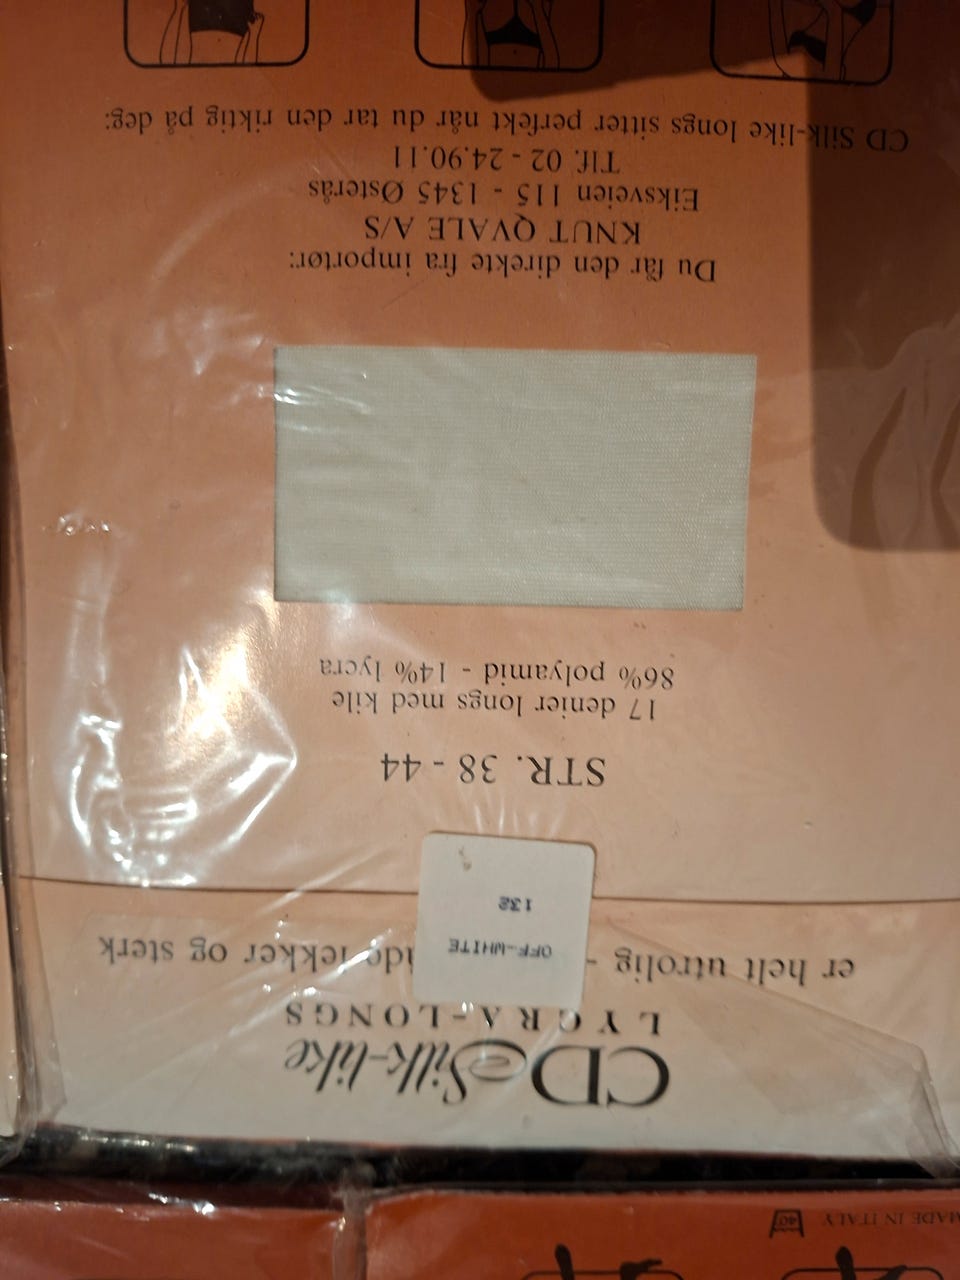 CD Silk-like
LYCRA-LONGS
er helt utrolig - lekker og sterk
OFF-WHITE
132
STR. 38 - 44
17 denier longs med kile
86% polyamid - 14% lycra
Du får den direkte fra importør:
KNUT QVALE A/S
Eiksveien 115 - 1345 Østerås
Tlf. 02 - 24.90.11
CD Silk-like longs sitter perfekt når du tar den riktig på deg:
MADE IN ITALY
40